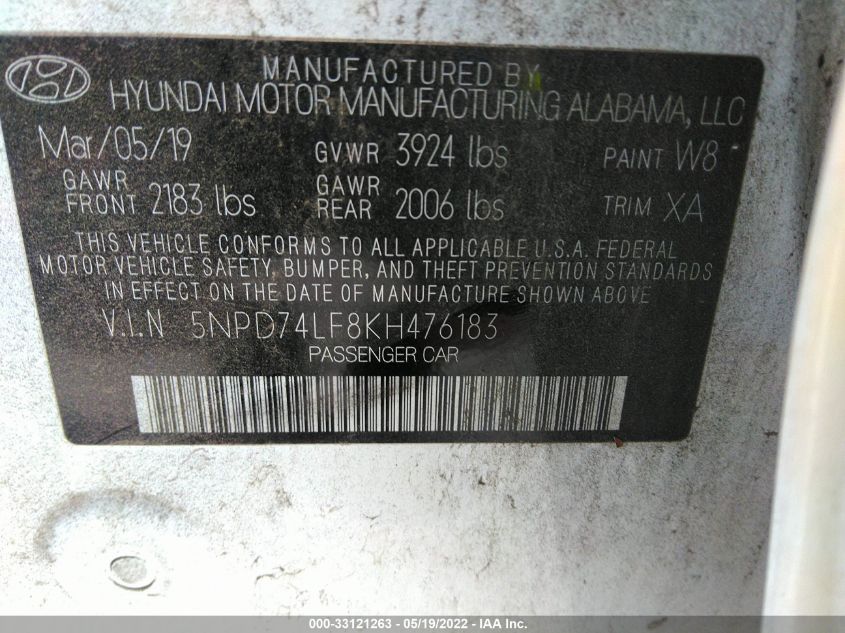 MANUFACTURED BY
HYUNDAI MOTOR MANUFACTURING ALABAMA, LLC
Mar/05/19 GVWR 3924 lbs PAINT W8
GAWR FRONT 2183 lbs GAWR REAR 2006 lbs TRIM XA
THIS VEHICLE CONFORMS TO ALL APPLICABLE U.S.A. FEDERAL
MOTOR VEHICLE SAFETY, BUMPER, AND THEFT PREVENTION STANDARDS
IN EFFECT ON THE DATE OF MANUFACTURE SHOWN ABOVE
V.I.N 5NPD74LF8KH476183
PASSENGER CAR
000-33121263 - 05/19/2022 - IAA Inc.